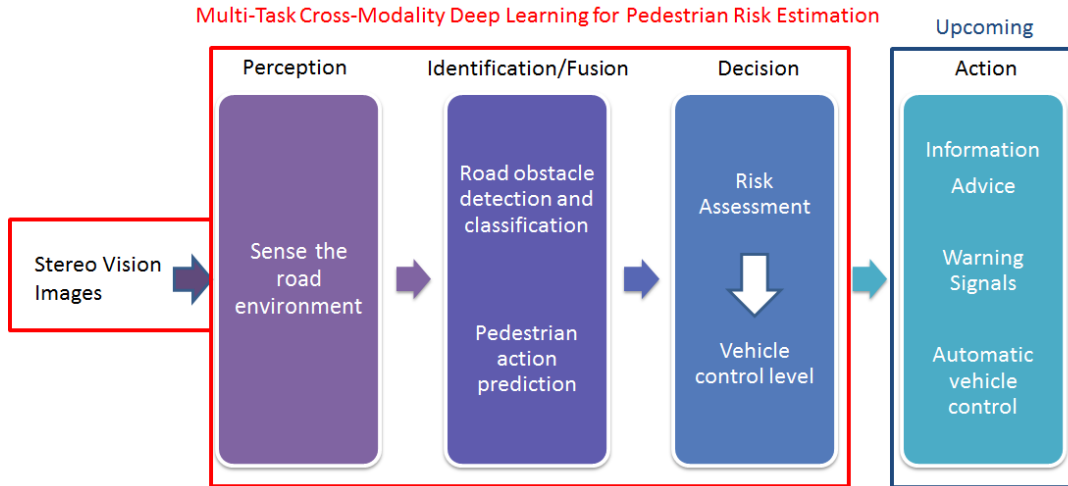 Multi-Task Cross-Modality Deep Learning for Pedestrian Risk Estimation
Upcoming
Perception
Identification/Fusion
Decision
Action
Stereo Vision
Images
Sense the
road
environment
Road obstacle
detection and
classification
Pedestrian
action
prediction
Risk
Assessment
Vehicle
control level
Information
Advice
Warning
Signals
Automatic
vehicle
control